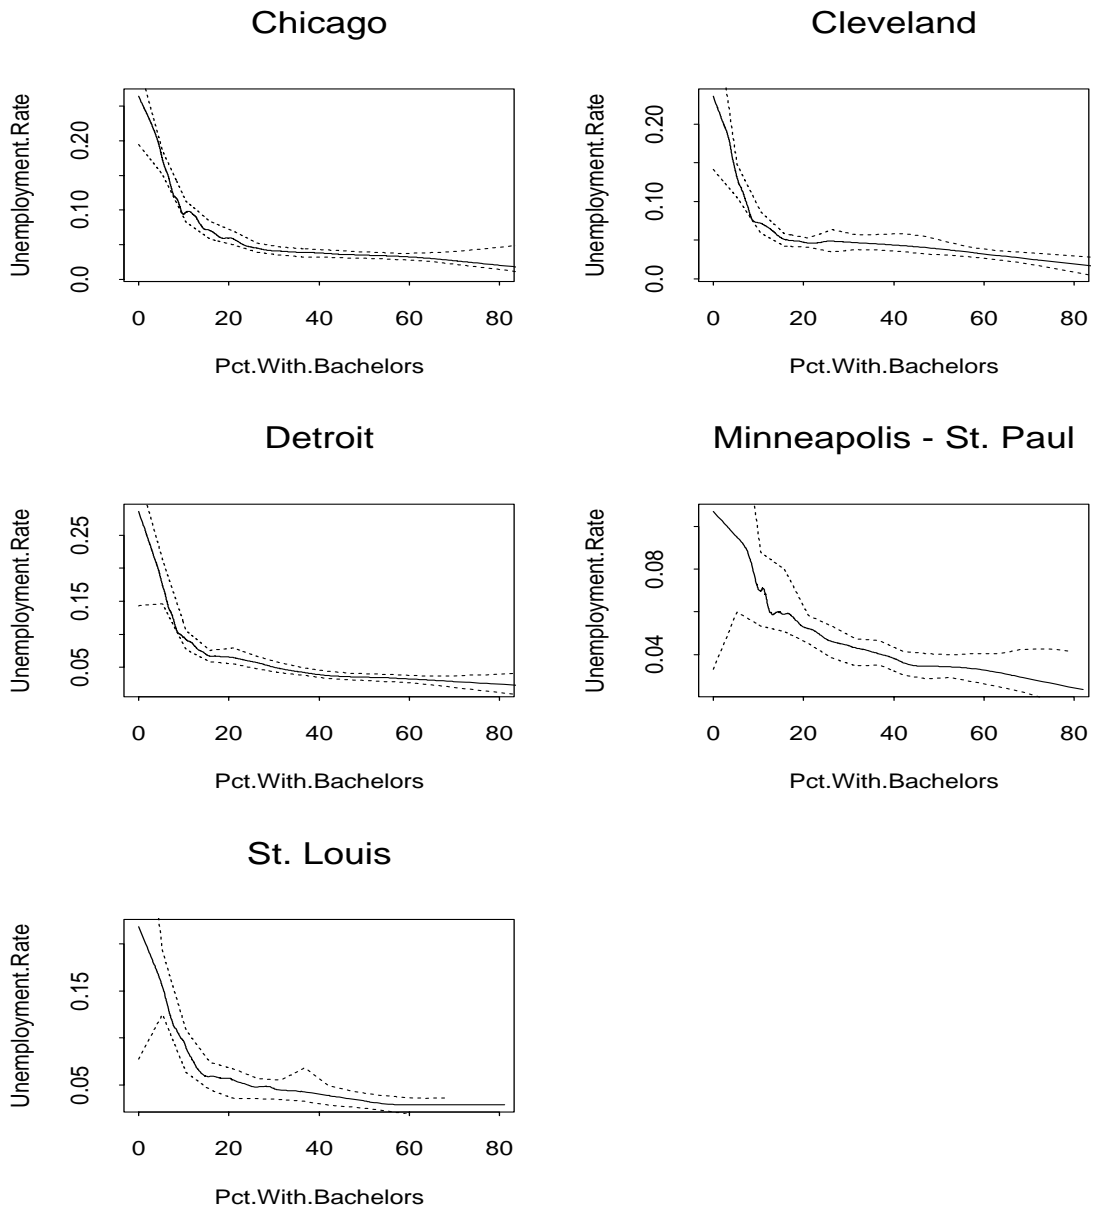 Chicago
Unemployment.Rate
0.0 0.10 0.20
0 20 40 60 80
Pct.With.Bachelors
Cleveland
Unemployment.Rate
0.0 0.10 0.20
0 20 40 60 80
Pct.With.Bachelors
Detroit
Unemployment.Rate
0.05 0.15 0.25
0 20 40 60 80
Pct.With.Bachelors
Minneapolis - St. Paul
Unemployment.Rate
0.04 0.08
0 20 40 60 80
Pct.With.Bachelors
St. Louis
Unemployment.Rate
0.05 0.15
0 20 40 60 80
Pct.With.Bachelors